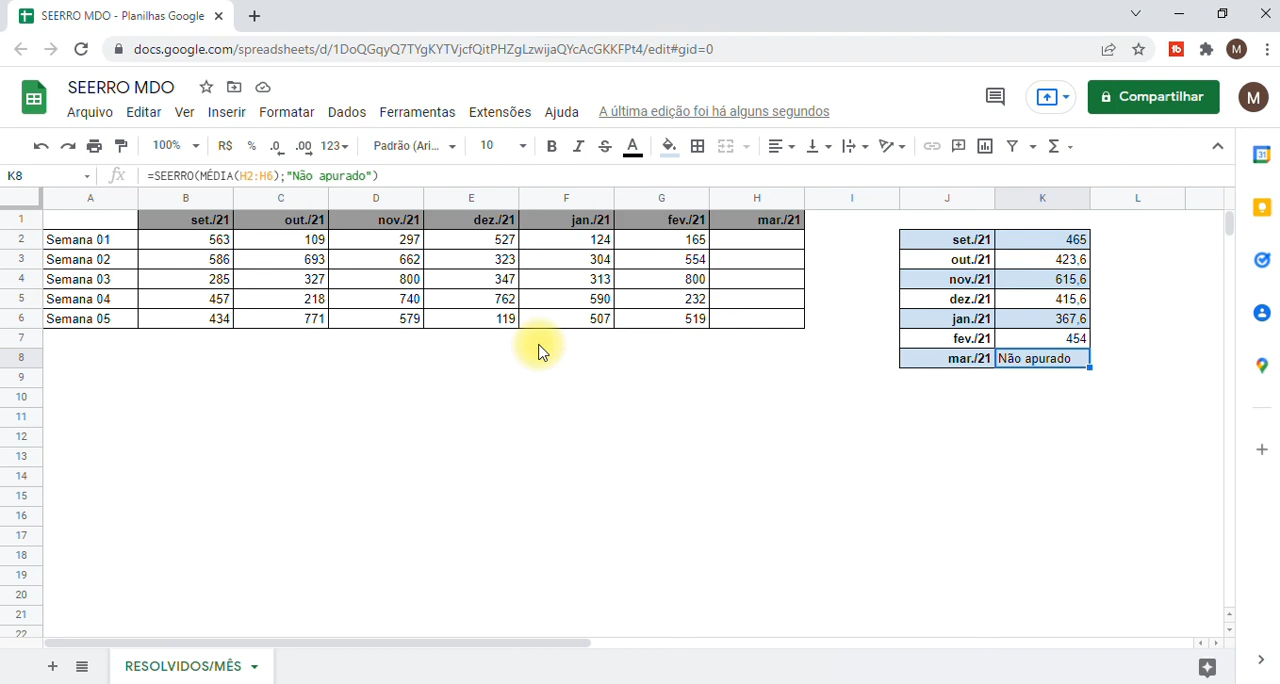 SEERRO MDO - Planilhas Google
docs.google.com/spreadsheets/d/1DoQGqyQ7TYgKYTVjcfQitPHZgLzwijaQYcAcGKKFPt4/edit#gid=0
M
SEERRO MDO
Arquivo Editar Ver Inserir Formatar Dados Ferramentas Extensões Ajuda A última edição foi há alguns segundos
Compartilhar
M
100% R$ % .0 .00 123 Padrão (Ari... 10 B I S A
31
K8 fx =SEERRO(MÉDIA(H2:H6);"Não apurado")
A B C D E F G H I J K L
1 set./21 out./21 nov./21 dez./21 jan./21 fev./21 mar./21
2 Semana 01 563 109 297 527 124 165 set./21 465
3 Semana 02 586 693 662 323 304 554 out./21 423,6
4 Semana 03 285 327 800 347 313 800 nov./21 615,6
5 Semana 04 457 218 740 762 590 232 dez./21 415,6
6 Semana 05 434 771 579 119 507 519 jan./21 367,6
7 fev./21 454
8 mar./21 Não apurado
9
10
11
12
13
14
15
16
17
18
19
20
21
22
RESOLVIDOS/MÊS